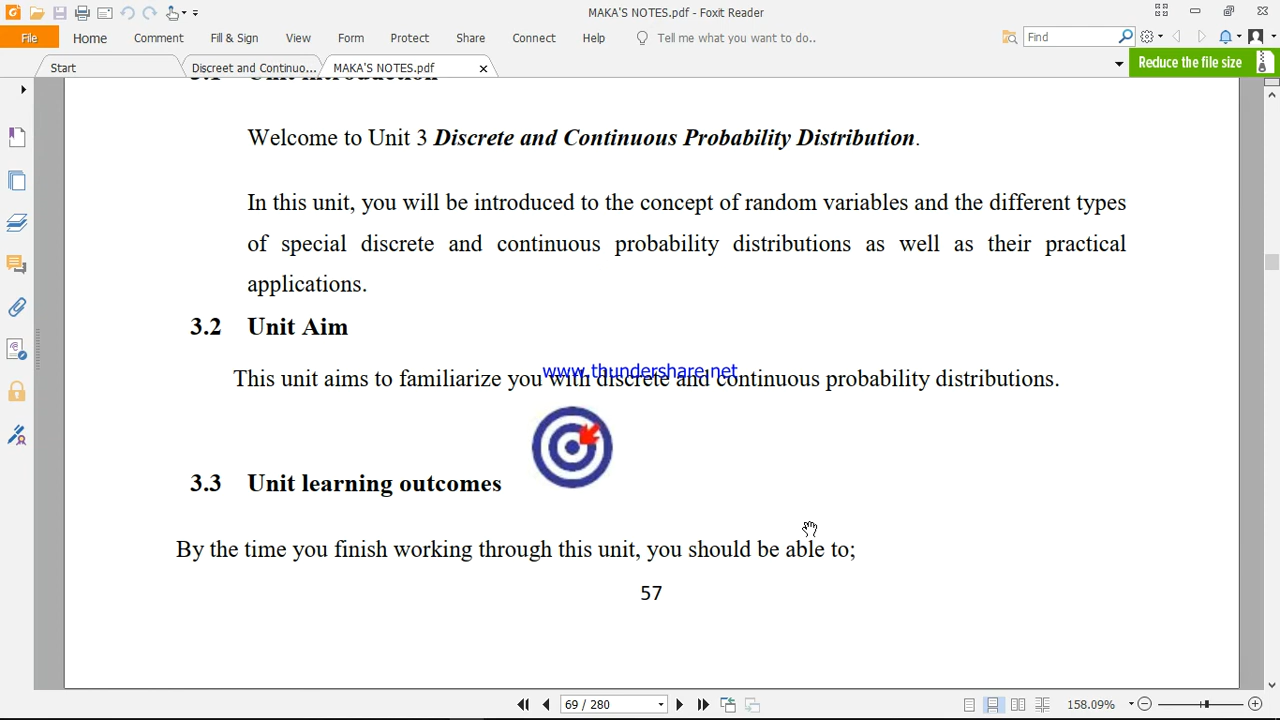 MAKA'S NOTES.pdf - Foxit Reader
File Home Comment Fill & Sign View Form Protect Share Connect Help Tell me what you want to do.. Find
Start Discreet and Continuo... MAKA'S NOTES.pdf Reduce the file size
3.1 Unit introduction
Welcome to Unit 3 Discrete and Continuous Probability Distribution.
In this unit, you will be introduced to the concept of random variables and the different types
of special discrete and continuous probability distributions as well as their practical
applications.
3.2 Unit Aim
www.thundershare.net
This unit aims to familiarize you with discrete and continuous probability distributions.
3.3 Unit learning outcomes
By the time you finish working through this unit, you should be able to;
57
69 / 280 158.09%